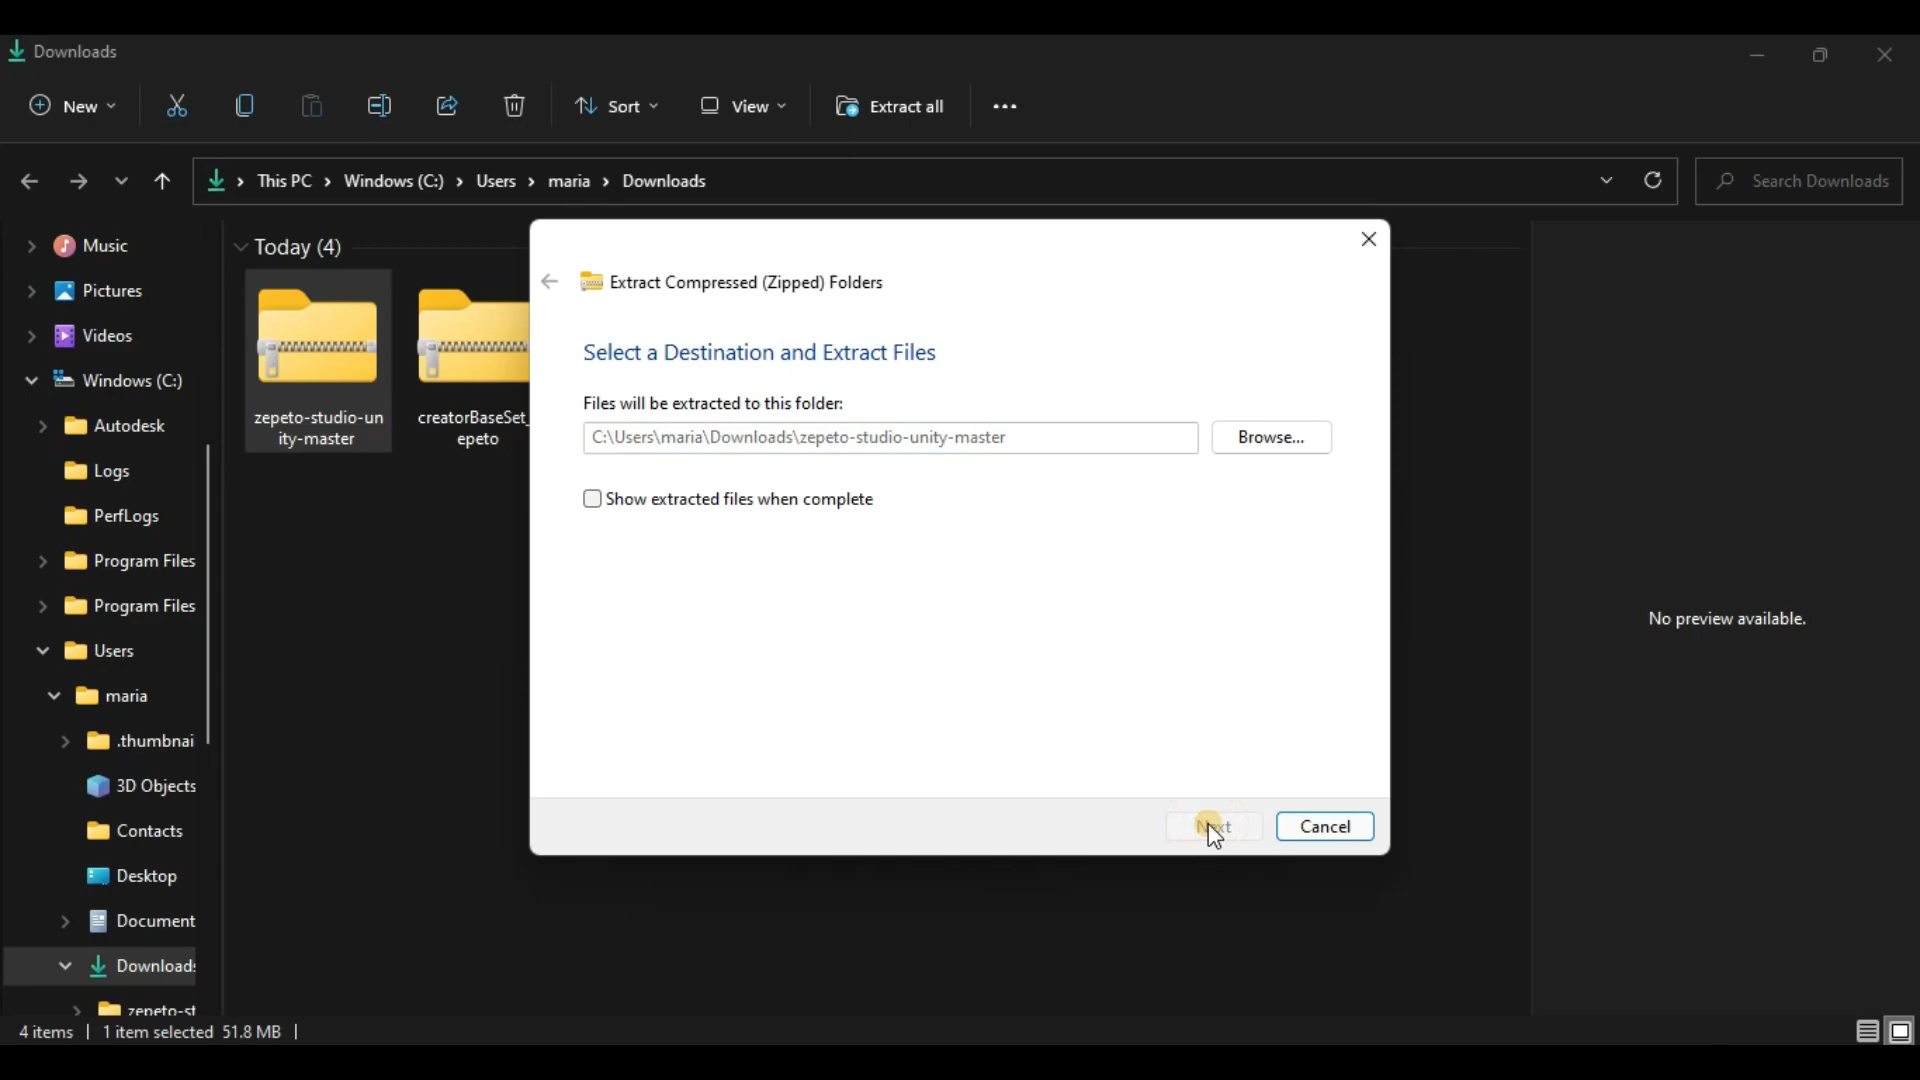 Downloads
New
Sort
View
Extract all
This PC > Windows (C:) > Users > maria > Downloads
Search Downloads
Music
Pictures
Videos
Windows (C:)
Autodesk
Logs
PerfLogs
Program Files
Program Files
Users
maria
.thumbnai
3D Objects
Contacts
Desktop
Document
Downloads
zepeto-st
Today (4)
zepeto-studio-un
ity-master
creatorBaseSet_
epeto
Extract Compressed (Zipped) Folders
Select a Destination and Extract Files
Files will be extracted to this folder:
C:\Users\maria\Downloads\zepeto-studio-unity-master
Browse...
Show extracted files when complete
Next
Cancel
No preview available.
4 items
1 item selected 51.8 MB